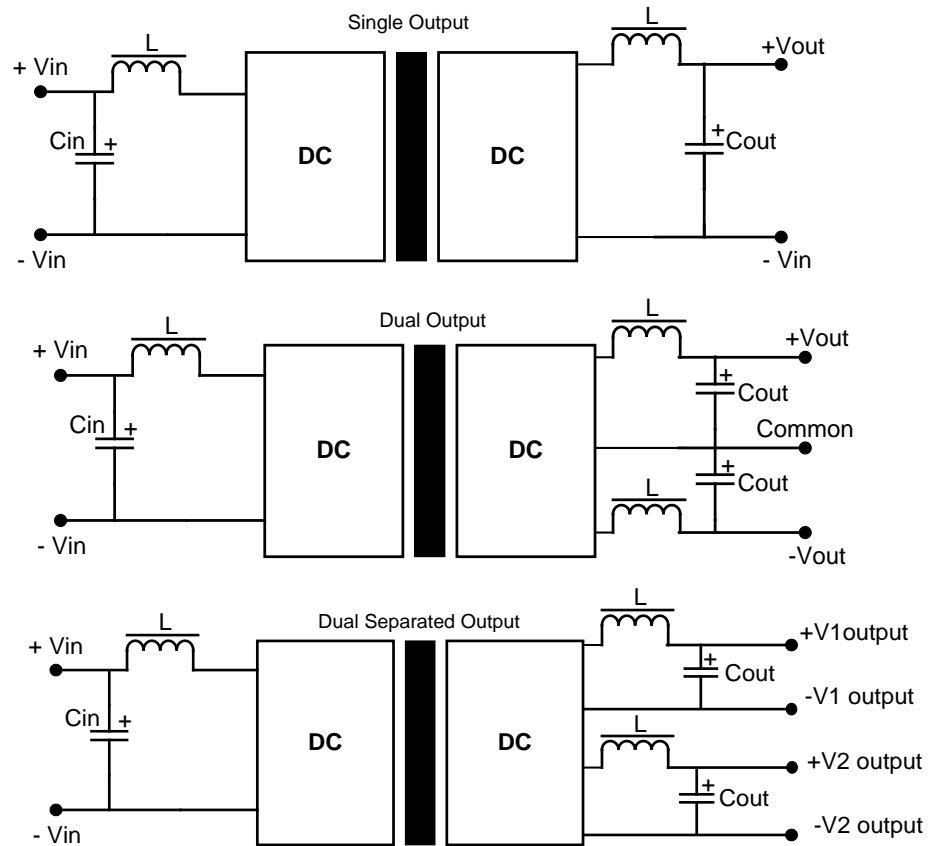 Single Output
L
L
+ Vin
+Vout
Cin
+
+
Cout
DC
DC
- Vin
- Vin
Dual Output
L
L
+ Vin
+Vout
+
Cout
Cin
+
Common
DC
DC
+
Cout
L
- Vin
-Vout
Dual Separated Output
L
L
+ Vin
+V1output
+
Cout
-V1 output
Cin
+
DC
DC
L
+V2 output
+
Cout
- Vin
-V2 output